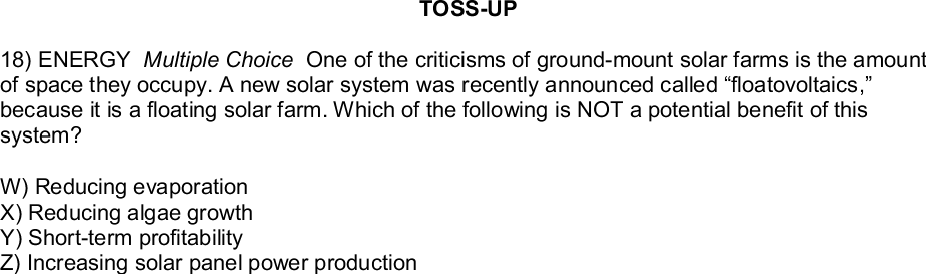 TOSS-UP
18) ENERGY Multiple Choice One of the criticisms of ground-mount solar farms is the amount
of space they occupy. A new solar system was recently announced called “floatovoltaics,”
because it is a floating solar farm. Which of the following is NOT a potential benefit of this
system?
W) Reducing evaporation
X) Reducing algae growth
Y) Short-term profitability
Z) Increasing solar panel power production